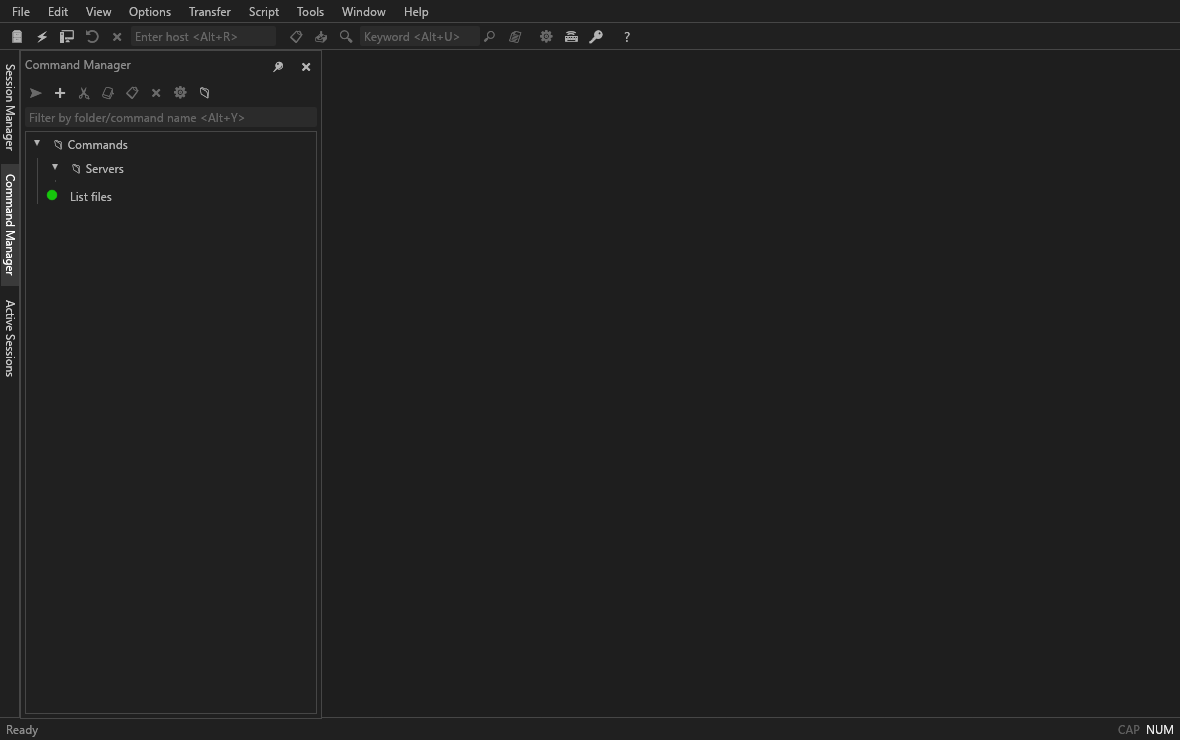 File Edit View Options Transfer Script Tools Window Help
Enter host <Alt+R> Keyword <Alt+U> ?
Session Manager
Command Manager
Active Sessions
Command Manager
Filter by folder/command name <Alt+Y>
Commands
Servers
List files
Ready CAP NUM